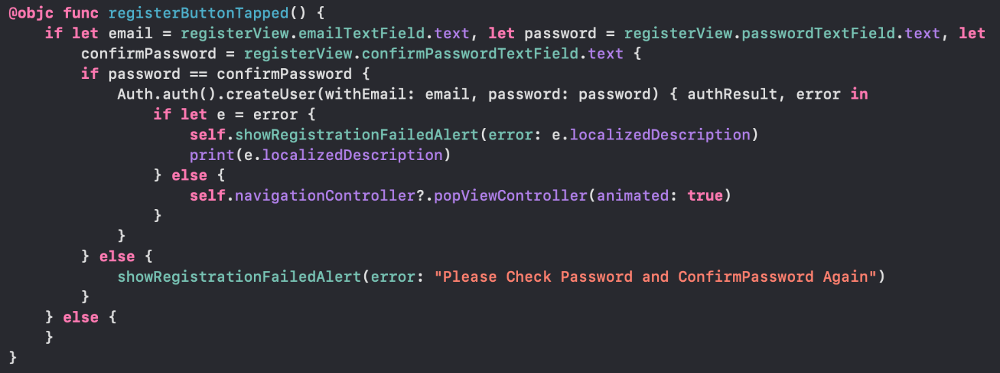 @objc func registerButtonTapped() {
    if let email = registerView.emailTextField.text, let password = registerView.passwordTextField.text, let
        confirmPassword = registerView.confirmPasswordTextField.text {
        if password == confirmPassword {
            Auth.auth().createUser(withEmail: email, password: password) { authResult, error in
                if let e = error {
                    self.showRegistrationFailedAlert(error: e.localizedDescription)
                    print(e.localizedDescription)
                } else {
                    self.navigationController?.popViewController(animated: true)
                }
            }
        } else {
            showRegistrationFailedAlert(error: "Please Check Password and ConfirmPassword Again")
        }
    } else {
    }
}